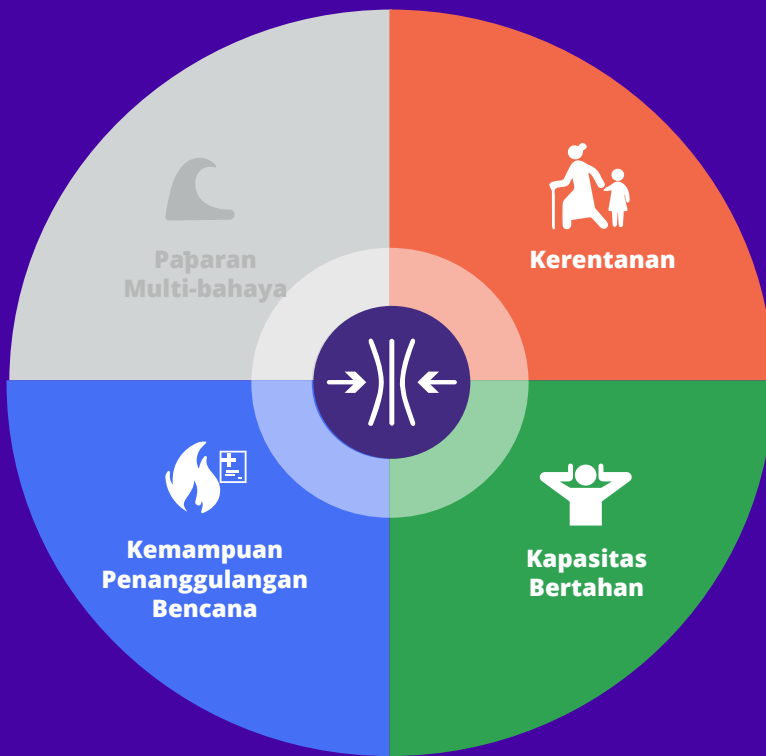 Paparan
Multi-bahaya
Kerentanan
Kemampuan
Penanggulangan
Bencana
Kapasitas
Bertahan